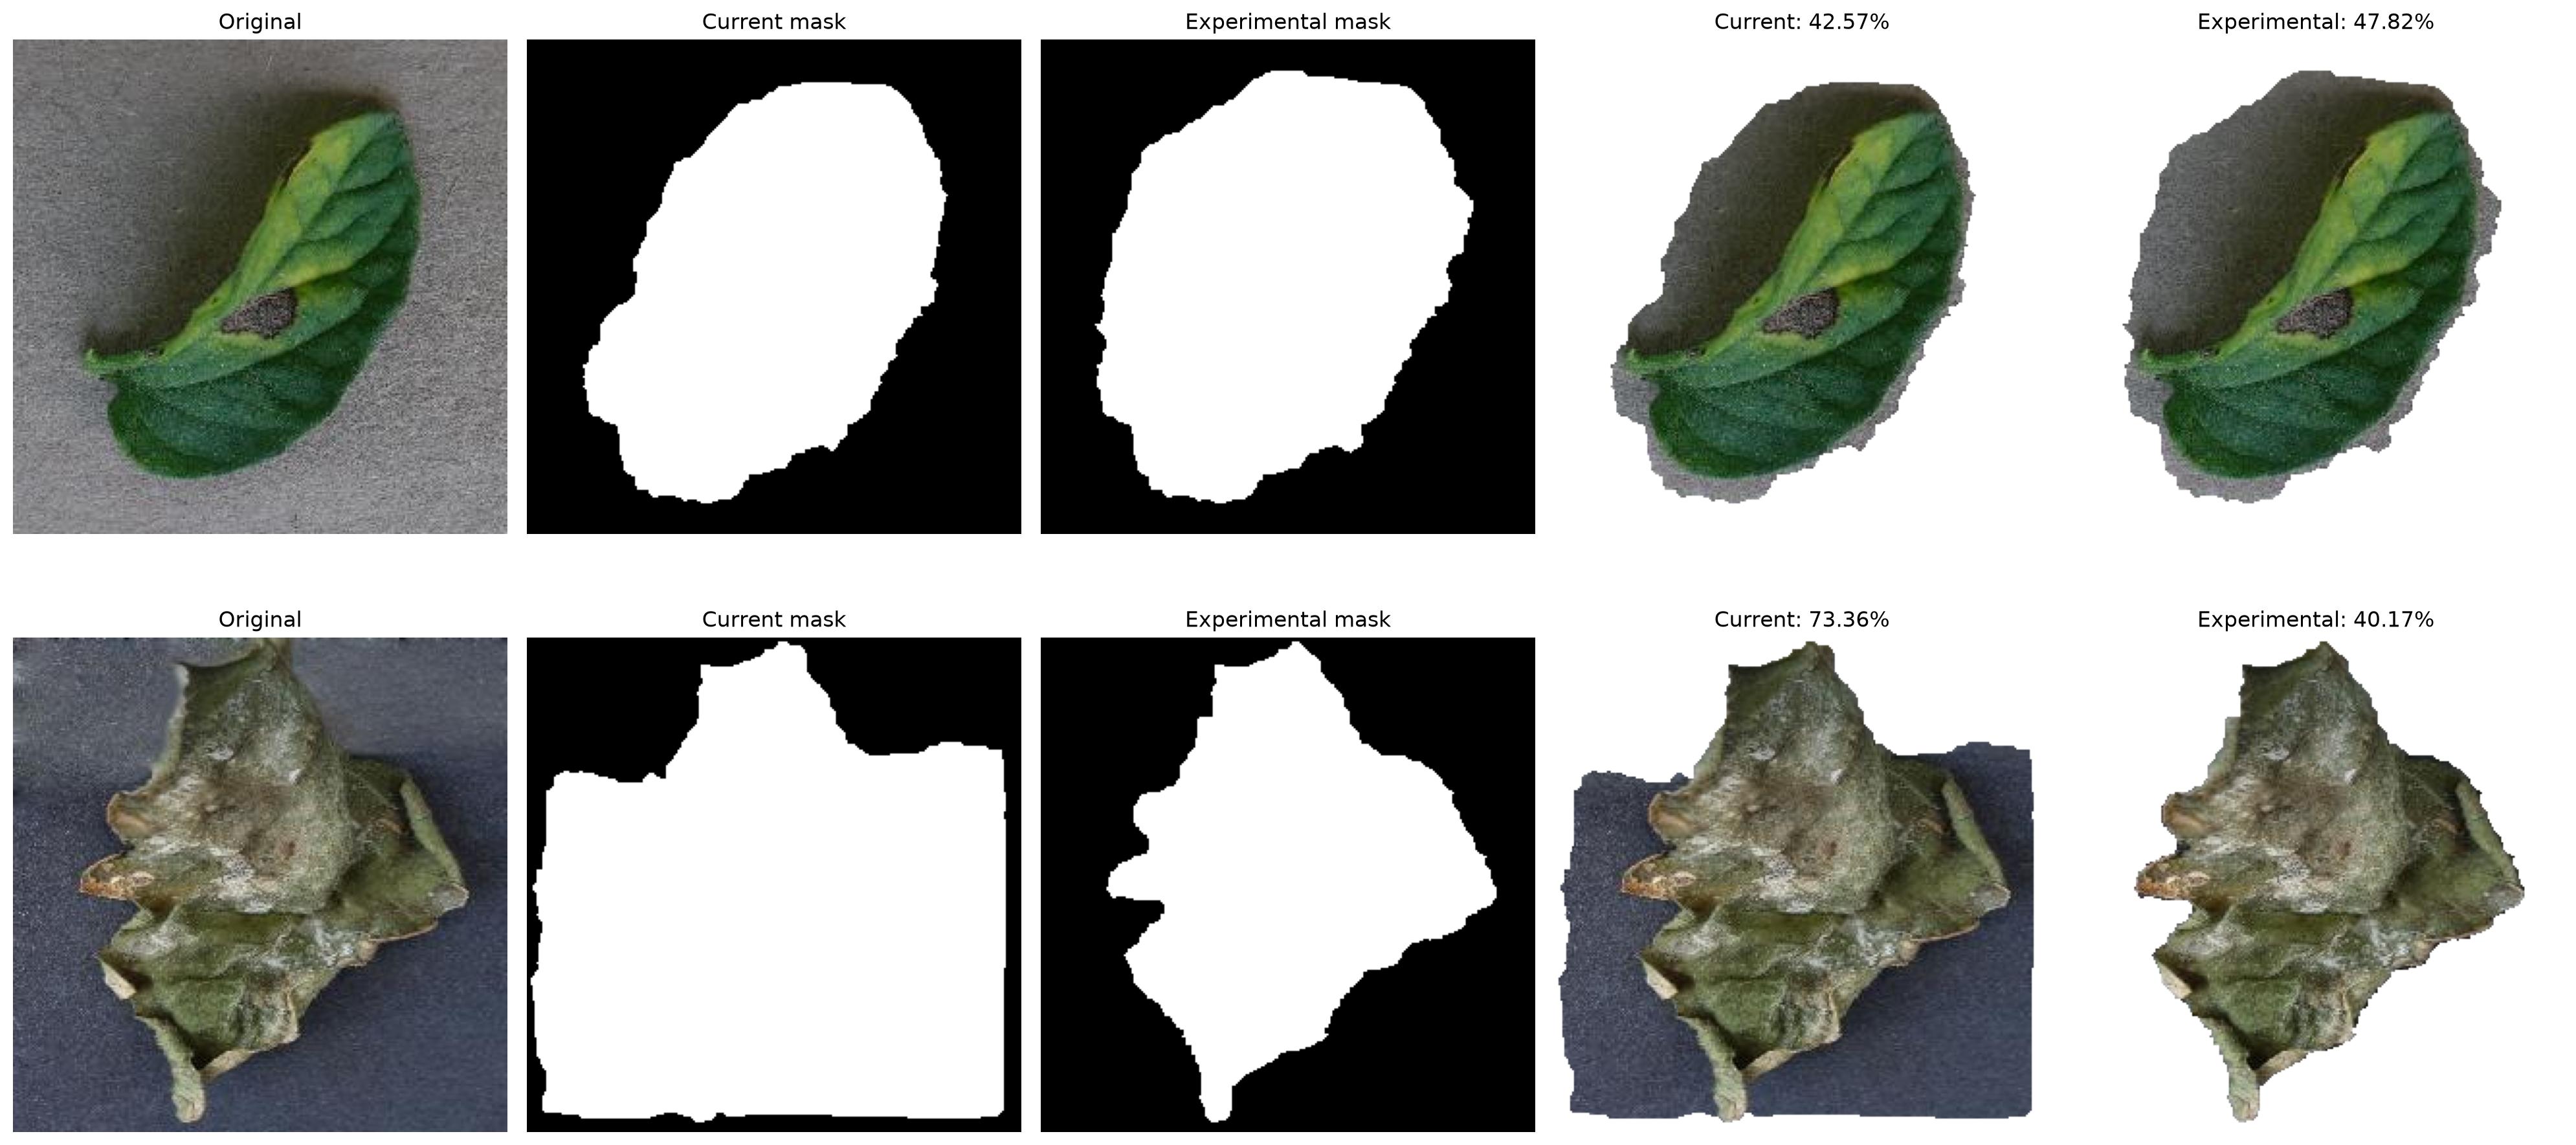 Original
Current mask
Experimental mask
Current: 42.57%
Experimental: 47.82%
Original
Current mask
Experimental mask
Current: 73.36%
Experimental: 40.17%